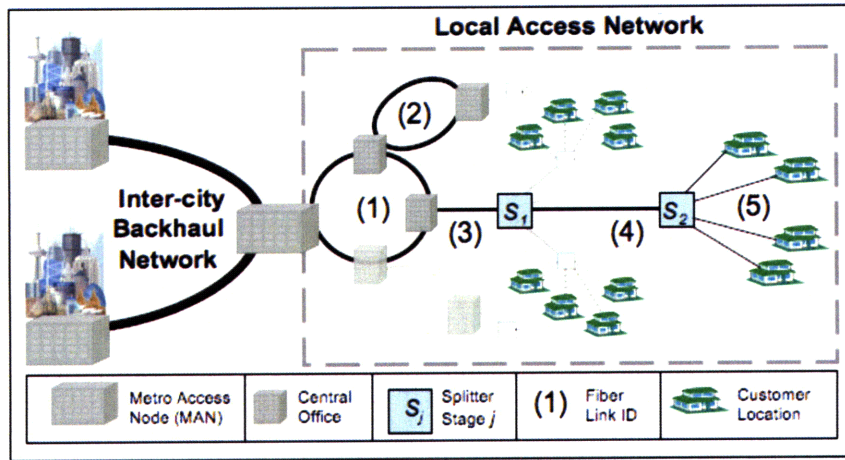 Local Access Network
(2)
Inter-city
Backhaul
Network
(1)
(3)
S1
(4)
S2
(5)
Metro Access
Node (MAN)
Central
Office
Sj
Splitter
Stage j
(1)
Fiber
Link ID
Customer
Location